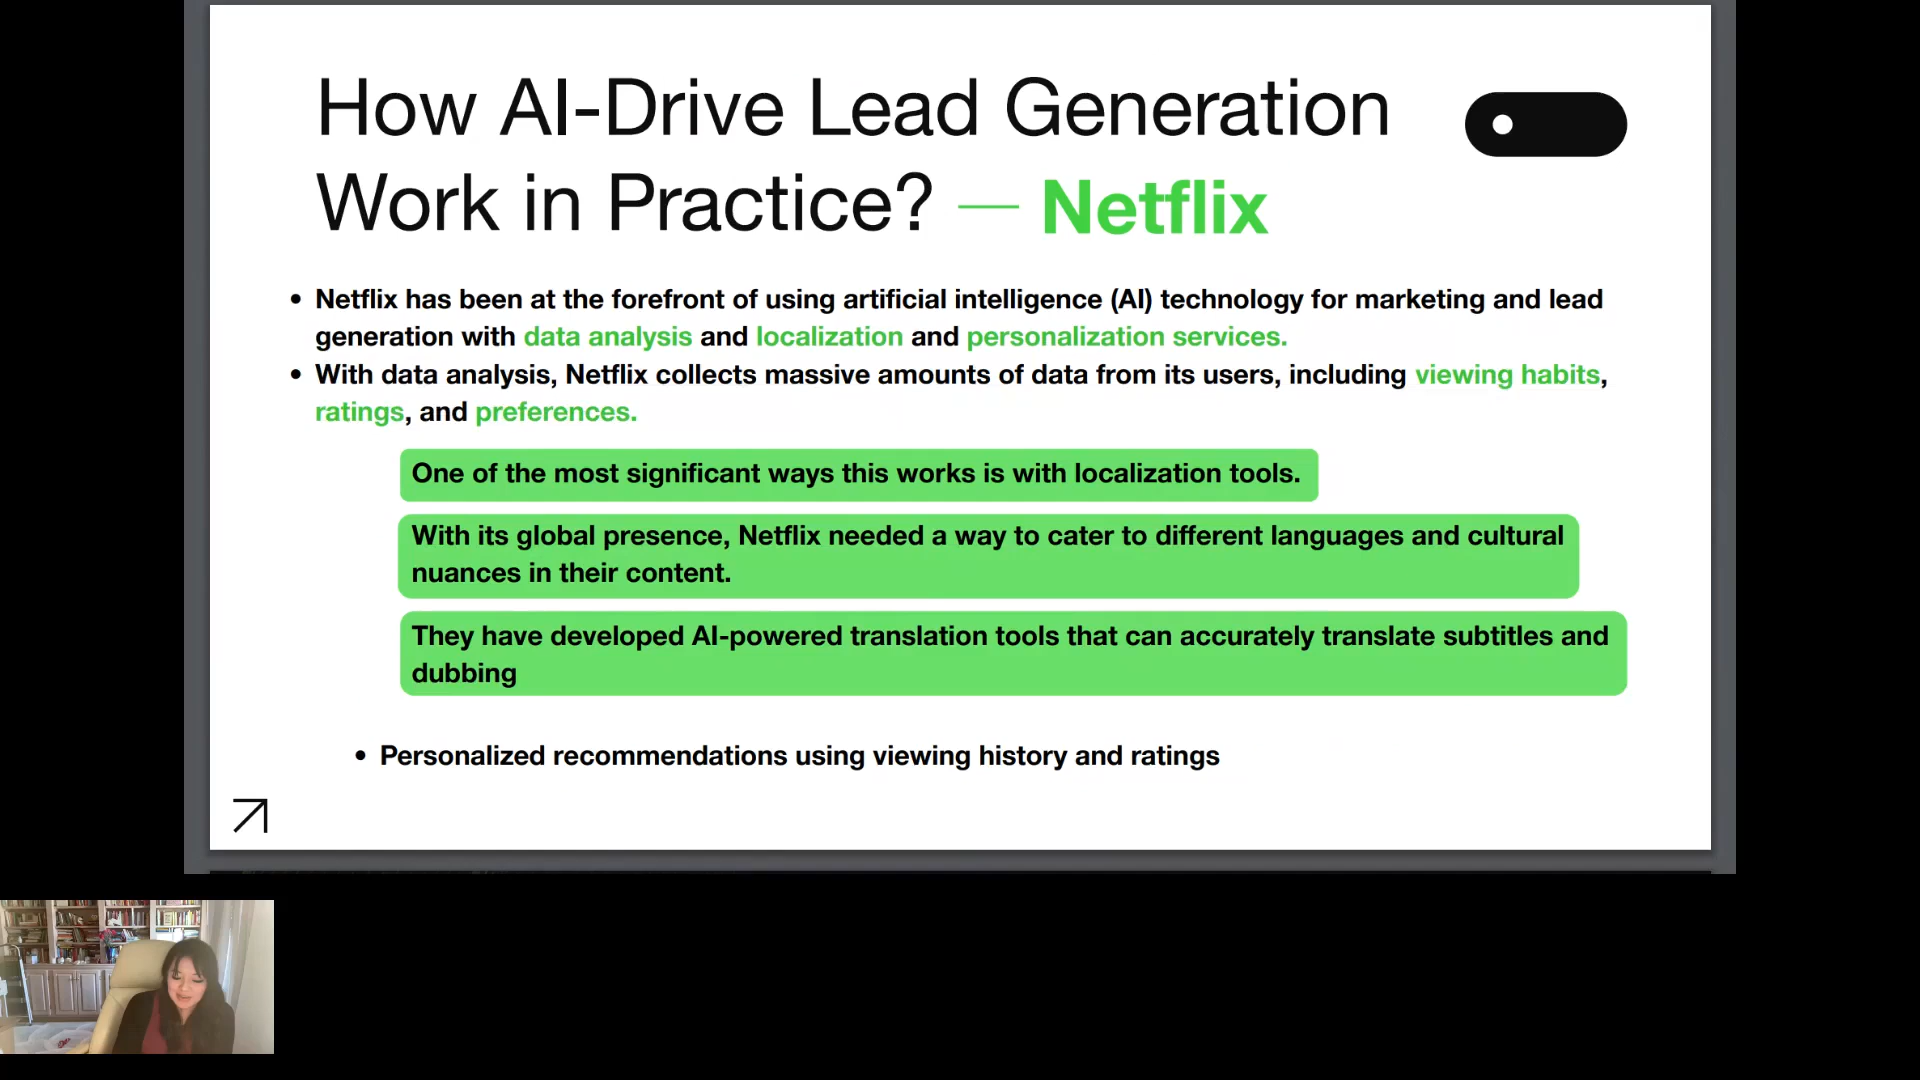 How AI-Drive Lead Generation
Work in Practice? — Netflix
• Netflix has been at the forefront of using artificial intelligence (AI) technology for marketing and lead
generation with data analysis and localization and personalization services.
• With data analysis, Netflix collects massive amounts of data from its users, including viewing habits,
ratings, and preferences.
One of the most significant ways this works is with localization tools.
With its global presence, Netflix needed a way to cater to different languages and cultural
nuances in their content.
They have developed AI-powered translation tools that can accurately translate subtitles and
dubbing
• Personalized recommendations using viewing history and ratings